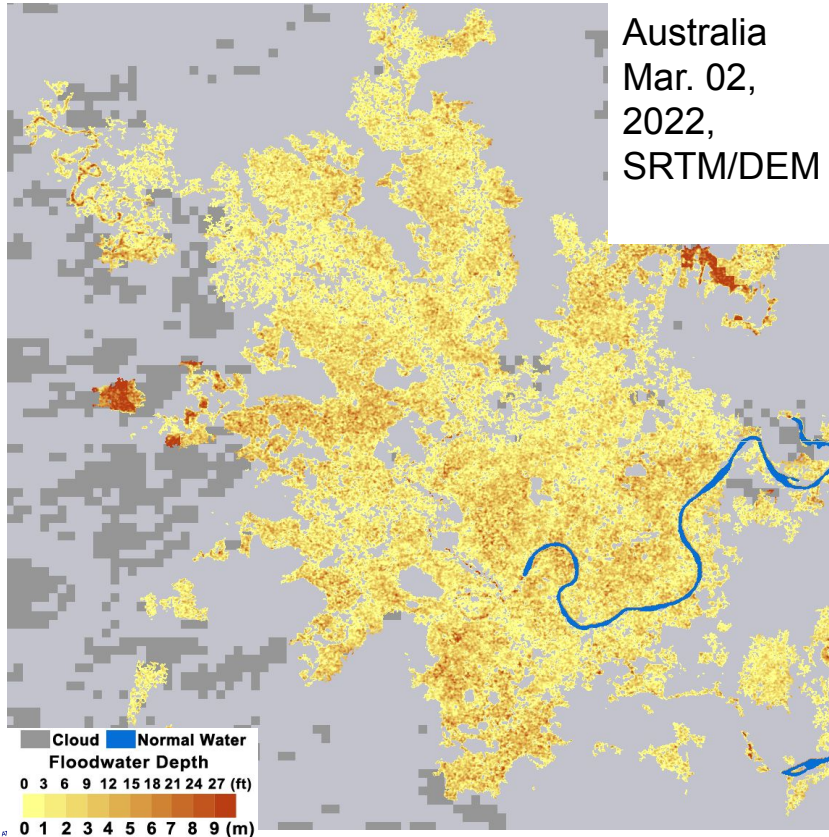 Australia
Mar. 02,
2022,
SRTM/DEM
Cloud Normal Water
Floodwater Depth
0 3 6 9 12 15 18 21 24 27 (ft)
0 1 2 3 4 5 6 7 8 9 (m)